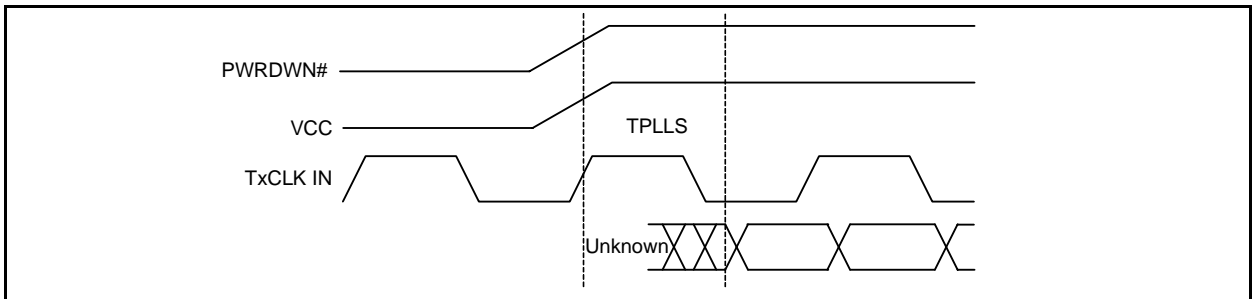 PWRDWN#
VCC
TPLLS
TxCLK IN
Unknown